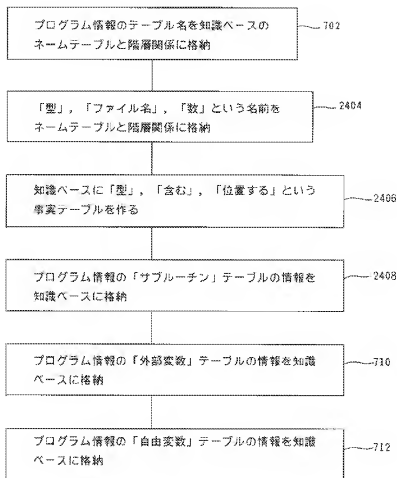 プログラム情報のテーブル名を知識ベースの
ネームテーブルと階層関係に格納
702
「型」,「ファイル名」,「数」という名前を
ネームテーブルと階層関係に格納
2404
知識ベースに「型」,「含む」,「位置する」という
事実テーブルを作る
2406
プログラム情報の「サブルーチン」テーブルの情報を
知識ベースに格納
2408
プログラム情報の「外部変数」テーブルの情報を知識
ベースに格納
710
プログラム情報の「自由変数」テーブルの情報を知識
ベースに格納
712